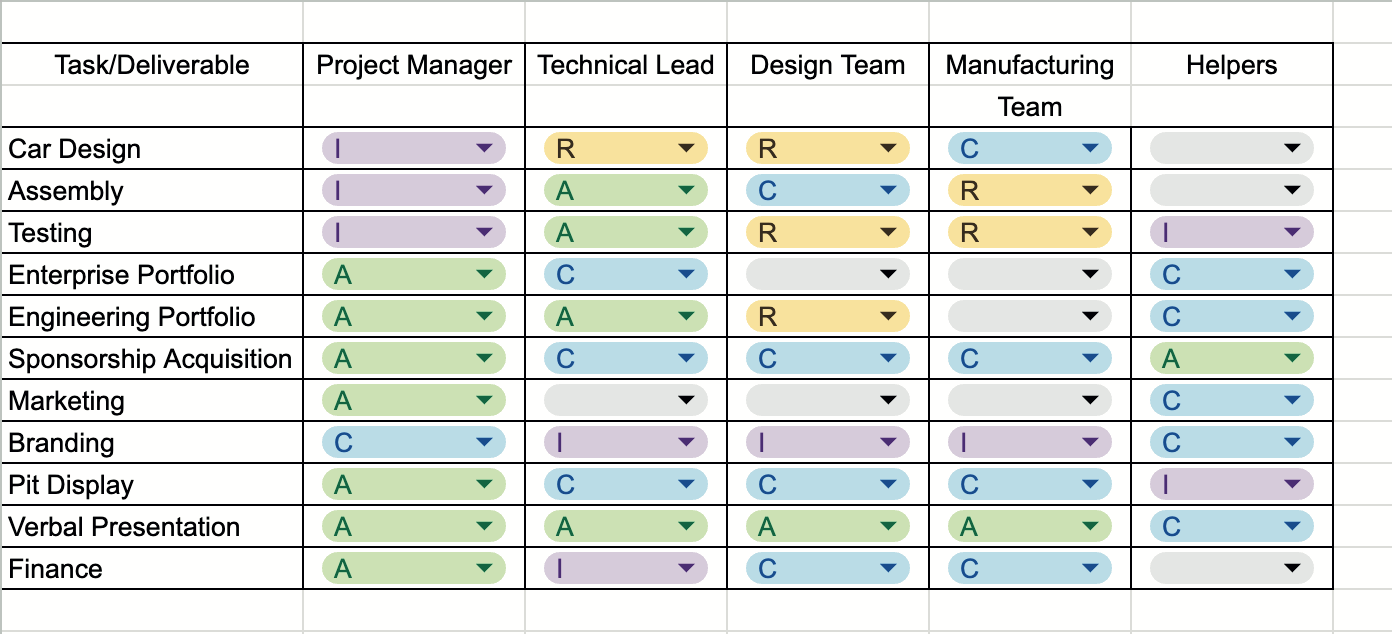 Task/Deliverable Project Manager Technical Lead Design Team Manufacturing Helpers
Team
Car Design I R R C
Assembly I A C R
Testing I A R R I
Enterprise Portfolio A C C
Engineering Portfolio A A R C
Sponsorship Acquisition A C C C A
Marketing A C
Branding C I I I C
Pit Display A C C C I
Verbal Presentation A A A A C
Finance A I C C